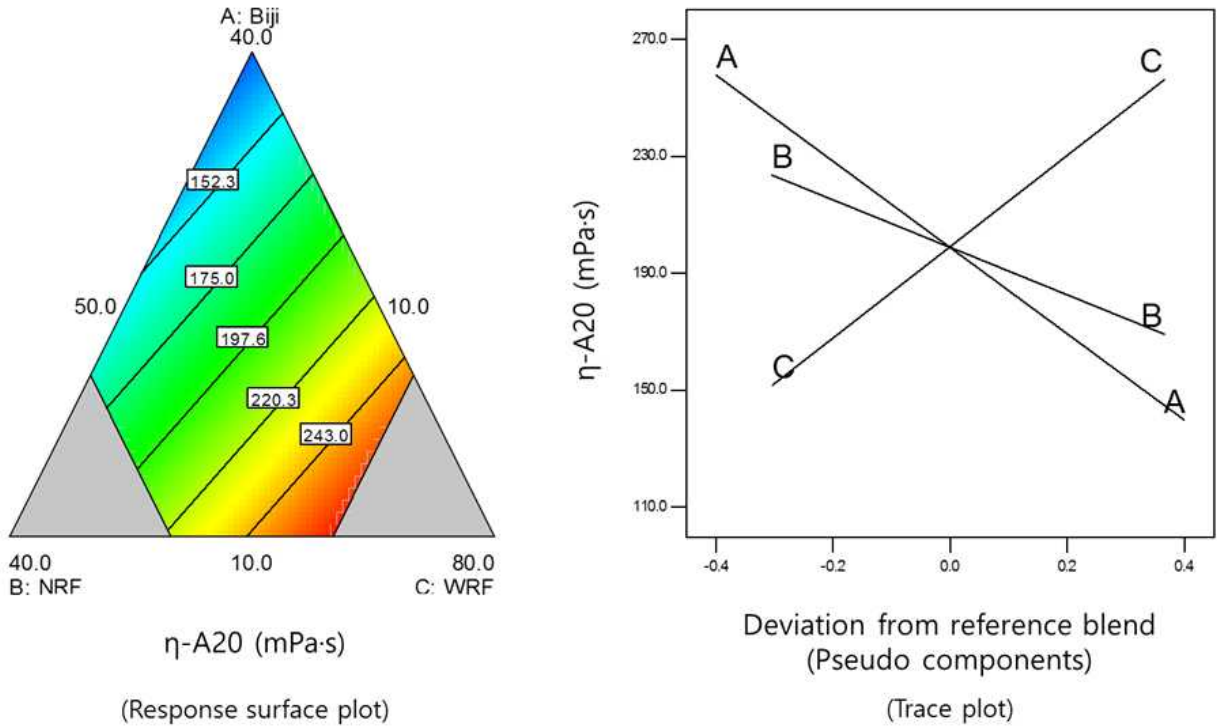 A: Biji
40.0
152.3
175.0
50.0
10.0
197.6
220.3
243.0
40.0
10.0
80.0
B: NRF
C: WRF
η-A20 (mPa·s)
(Response surface plot)
270.0
230.0
190.0
150.0
110.0
η-A20 (mPa·s)
A
C
B
B
C
A
-0.4
-0.2
0.0
0.2
0.4
Deviation from reference blend
(Pseudo components)
(Trace plot)